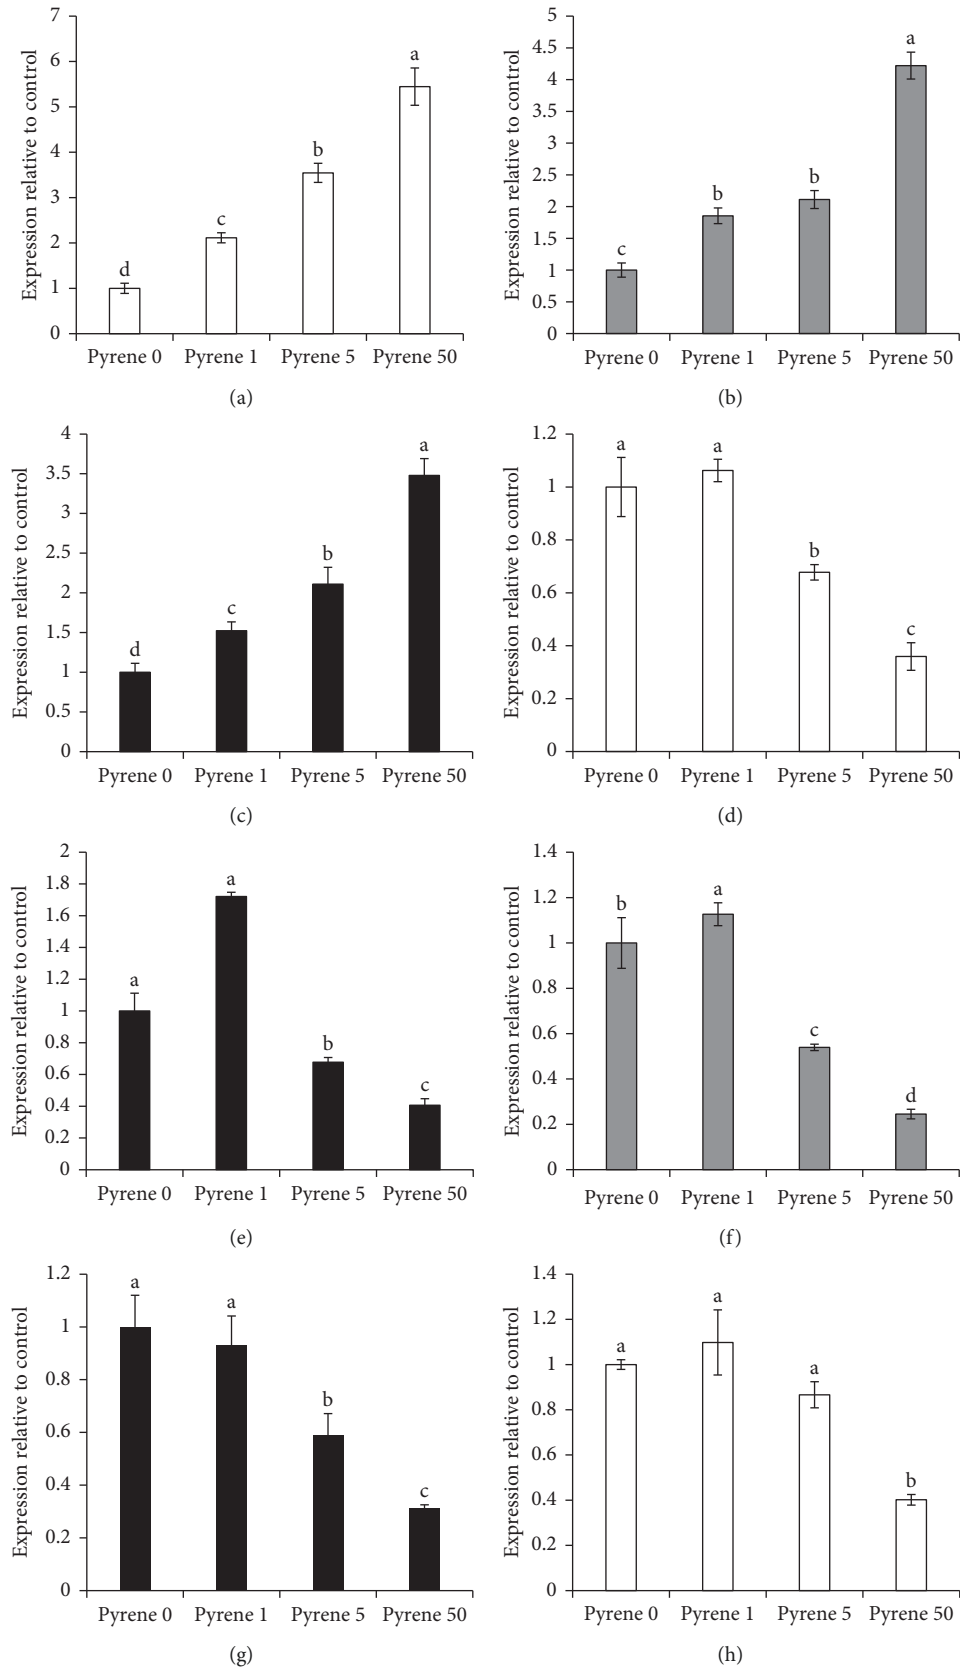 Expression relative to control
7
6
5
4
3
2
1
0
a
b
c
d
Pyrene 0 Pyrene 1 Pyrene 5 Pyrene 50
(a)
Expression relative to control
5
4.5
4
3.5
3
2.5
2
1.5
1
0.5
0
a
b
b
c
Pyrene 0 Pyrene 1 Pyrene 5 Pyrene 50
(b)
Expression relative to control
4
3.5
3
2.5
2
1.5
1
0.5
0
a
b
c
d
Pyrene 0 Pyrene 1 Pyrene 5 Pyrene 50
(c)
Expression relative to control
1.2
1
0.8
0.6
0.4
0.2
0
a
a
b
c
Pyrene 0 Pyrene 1 Pyrene 5 Pyrene 50
(d)
Expression relative to control
2
1.8
1.6
1.4
1.2
1
0.8
0.6
0.4
0.2
0
a
a
b
c
Pyrene 0 Pyrene 1 Pyrene 5 Pyrene 50
(e)
Expression relative to control
1.4
1.2
1
0.8
0.6
0.4
0.2
0
b
a
c
d
Pyrene 0 Pyrene 1 Pyrene 5 Pyrene 50
(f)
Expression relative to control
1.2
1
0.8
0.6
0.4
0.2
0
a
a
b
c
Pyrene 0 Pyrene 1 Pyrene 5 Pyrene 50
(g)
Expression relative to control
1.4
1.2
1
0.8
0.6
0.4
0.2
0
a
a
a
b
Pyrene 0 Pyrene 1 Pyrene 5 Pyrene 50
(h)